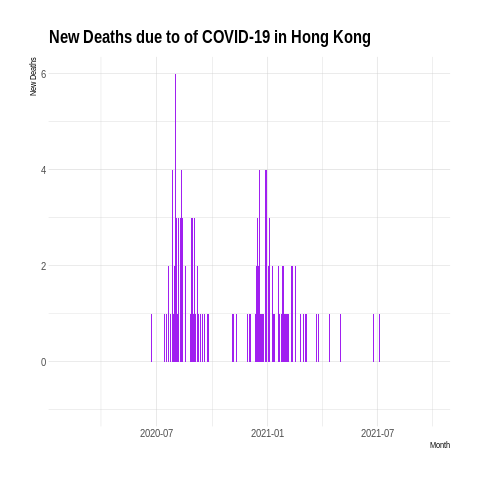 New Deaths due to of COVID-19 in Hong Kong
New Deaths
6
4
2
0
2020-07 2021-01 2021-07
Month